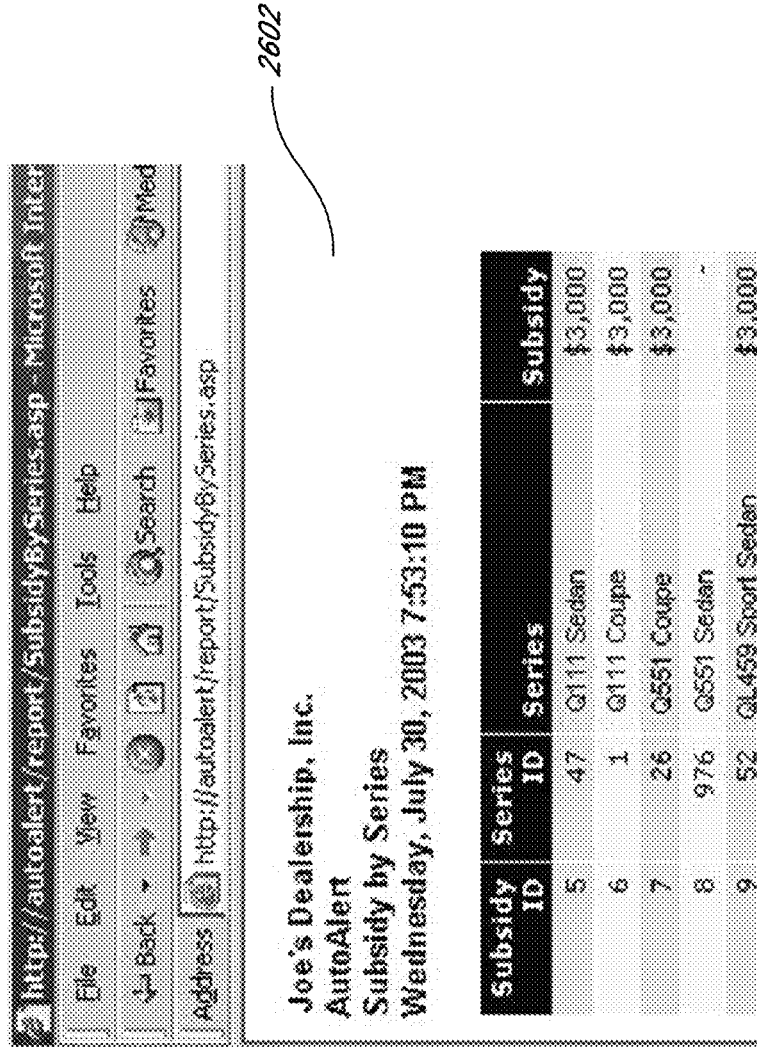 http://autoalert/report/SubsidyBySeries.asp - Microsoft Inter
File Edit View Favorites Tools Help
Back Search Favorites Med
Address http://autoalert/report/SubsidyBySeries.asp
2602
Joe's Dealership, Inc.
AutoAlert
Subsidy by Series
Wednesday, July 30, 2003 7:53:10 PM
Subsidy ID Series ID Series Subsidy
5 47 Q111 Sedan $3,000
6 1 Q111 Coupe $3,000
7 26 Q551 Coupe $3,000
8 976 Q551 Sedan -
9 52 QL459 Sport Sedan $3,000